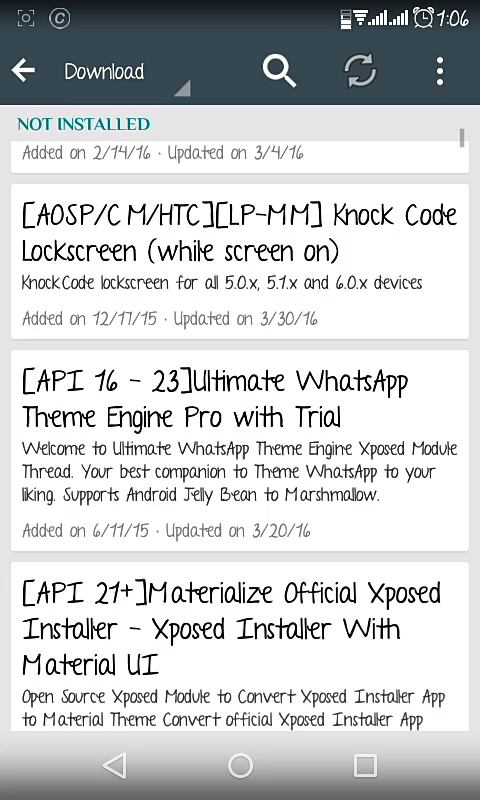 1:06
Download
NOT INSTALLED
Added on 2/14/16 · Updated on 3/4/16
[AOSP/CM/HTC][LP-MM] Knock Code
Lockscreen (while screen on)
KnockCode lockscreen for all 5.0.x, 5.1.x and 6.0.x devices
Added on 12/17/15 · Updated on 3/30/16
[API 16 - 23]Ultimate WhatsApp
Theme Engine Pro with Trial
Welcome to Ultimate WhatsApp Theme Engine Xposed Module
Thread. Your best companion to Theme WhatsApp to your
liking. Supports Android Jelly Bean to Marshmallow.
Added on 6/11/15 · Updated on 3/20/16
[API 21+]Materialize Official Xposed
Installer - Xposed Installer With
Material UI
Open Source Xposed Module to Convert Xposed Installer App
to Material Theme Convert official Xposed Installer App